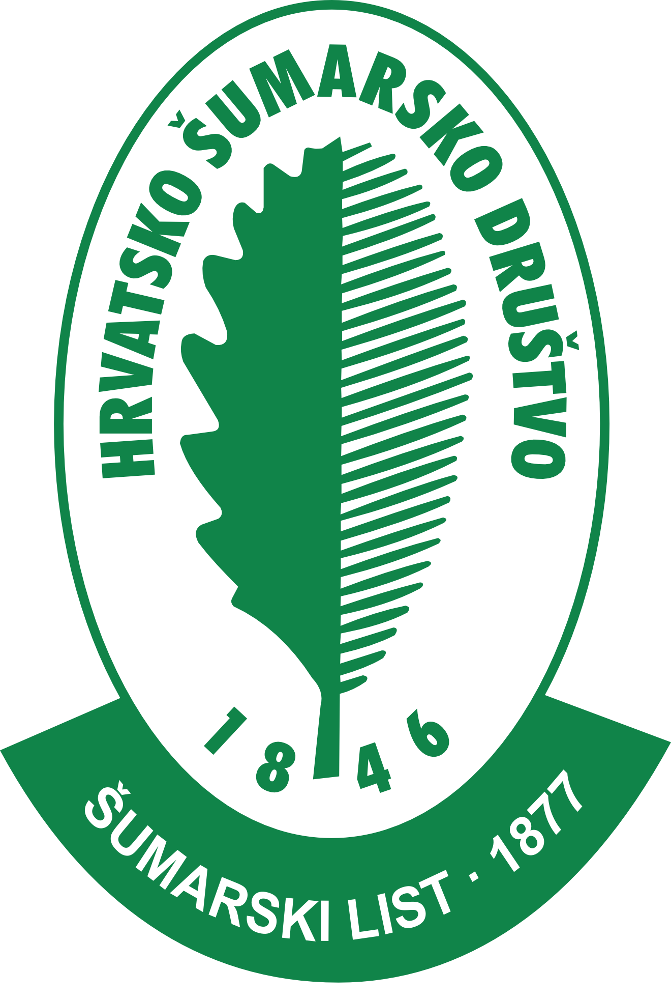 HRVATSKO ŠUMARSKO DRUŠTVO
1846
ŠUMARSKI LIST · 1877